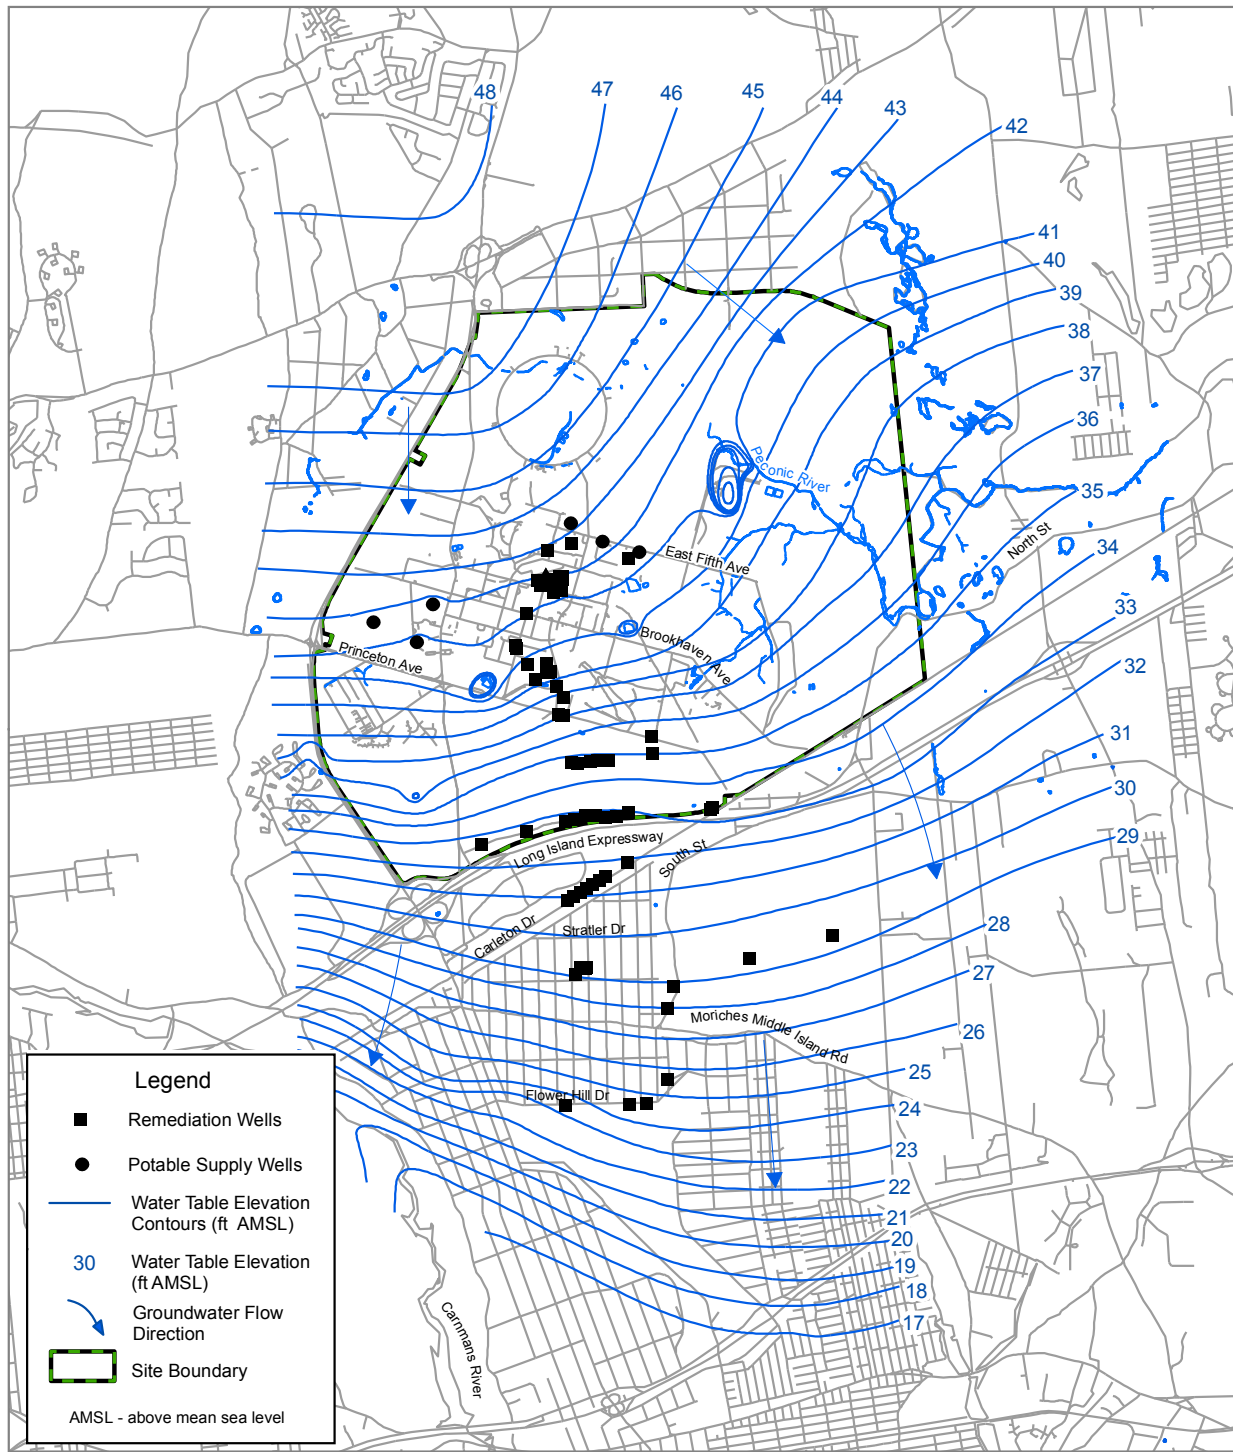 48
47
46
45
44
43
42
41
40
39
38
37
36
35
34
33
32
31
30
29
28
27
26
25
24
23
22
21
20
19
18
17
Peconic River
North St
East Fifth Ave
Brookhaven Ave
Princeton Ave
Long Island Expressway
South St
Carleton Dr
Stratler Dr
Moriches Middle Island Rd
Flower Hill Dr
Carnmans River
Legend
Remediation Wells
Potable Supply Wells
Water Table Elevation
Contours (ft AMSL)
30
Water Table Elevation
(ft AMSL)
Groundwater Flow
Direction
Site Boundary
AMSL - above mean sea level